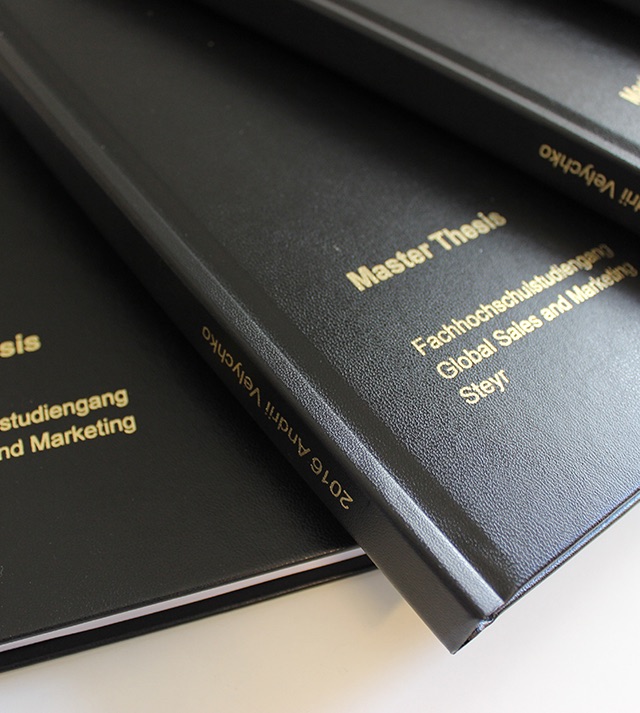 Master Thesis
Fachhochschulstudiengang
Global Sales and Marketing
Steyr
2016 Andrii Velychko
sis
studiengang
nd Marketing
drii Velychko